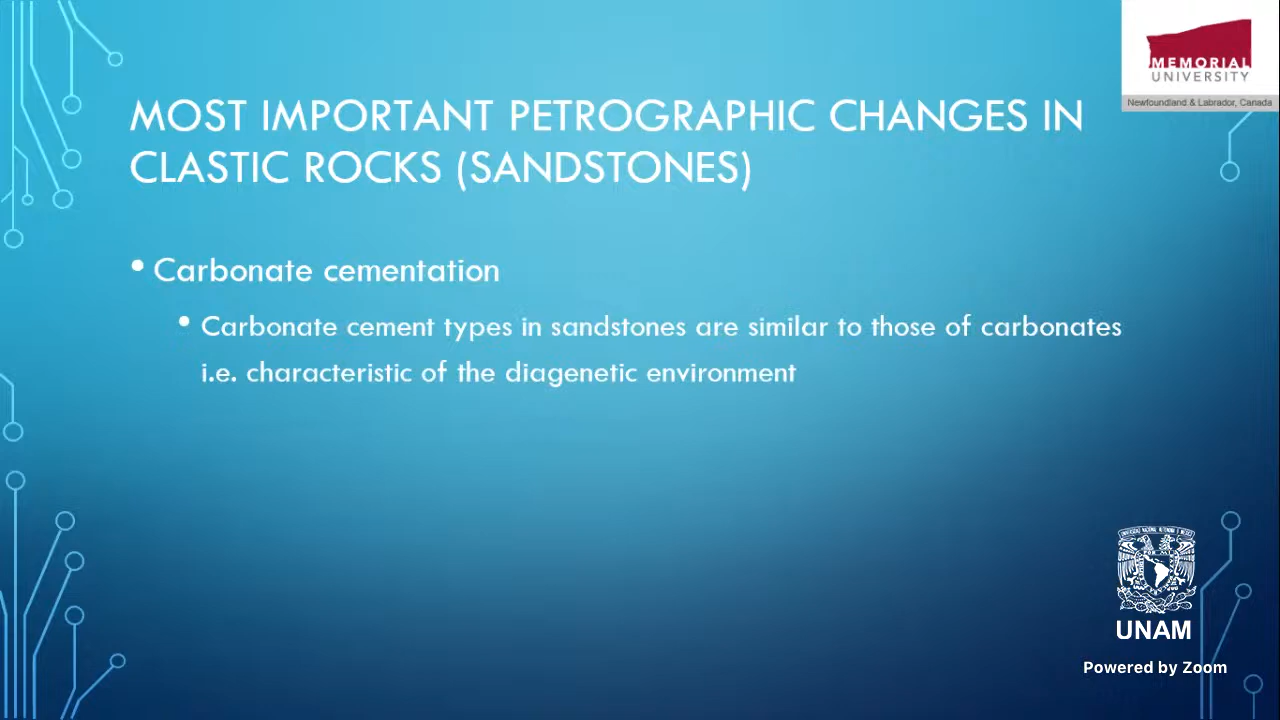 MEMORIAL
UNIVERSITY
Newfoundland & Labrador, Canada
MOST IMPORTANT PETROGRAPHIC CHANGES IN
CLASTIC ROCKS (SANDSTONES)
• Carbonate cementation
• Carbonate cement types in sandstones are similar to those of carbonates
i.e. characteristic of the diagenetic environment
UNAM
Powered by Zoom